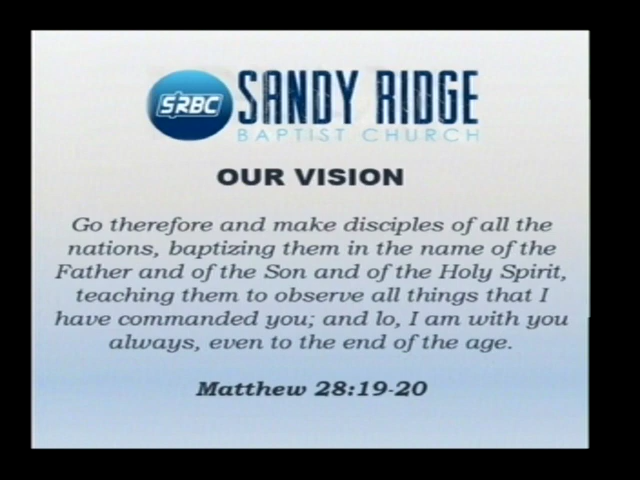 SRBC SANDY RIDGE
BAPTIST CHURCH
OUR VISION
Go therefore and make disciples of all the
nations, baptizing them in the name of the
Father and of the Son and of the Holy Spirit,
teaching them to observe all things that I
have commanded you; and lo, I am with you
always, even to the end of the age.
Matthew 28:19-20